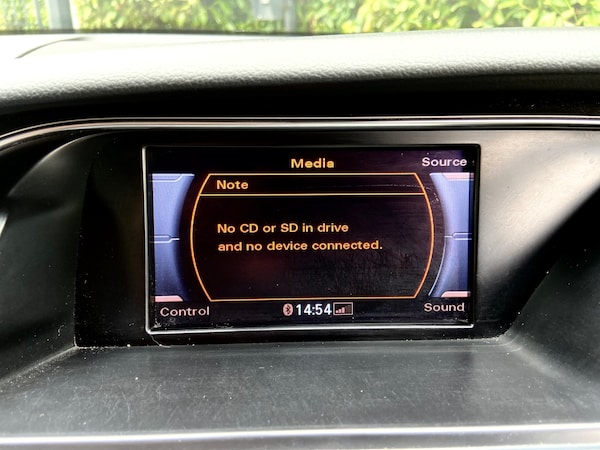 Media
Source
Note
No CD or SD in drive
and no device connected.
Control
14:54
Sound